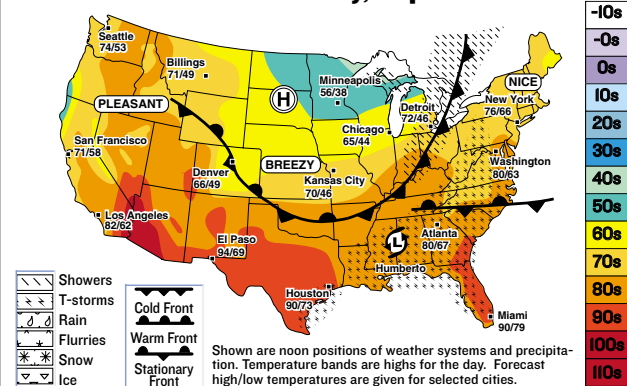 Seattle
74/53
Billings
71/49
Minneapolis
56/38
NICE
PLEASANT
H
Detroit
72/46
New York
76/66
Chicago
65/44
San Francisco
71/58
Denver
66/49
BREEZY
Kansas City
70/46
Washington
80/63
Los Angeles
82/62
El Paso
94/69
Atlanta
80/67
L
Humberto
Houston
90/73
Miami
90/79
Showers
T-storms
Rain
Flurries
Snow
Ice
Cold Front
Warm Front
Stationary
Front
Shown are noon positions of weather systems and precipita-
tion. Temperature bands are highs for the day. Forecast
high/low temperatures are given for selected cities.
-10s
-0s
0s
10s
20s
30s
40s
50s
60s
70s
80s
90s
100s
110s